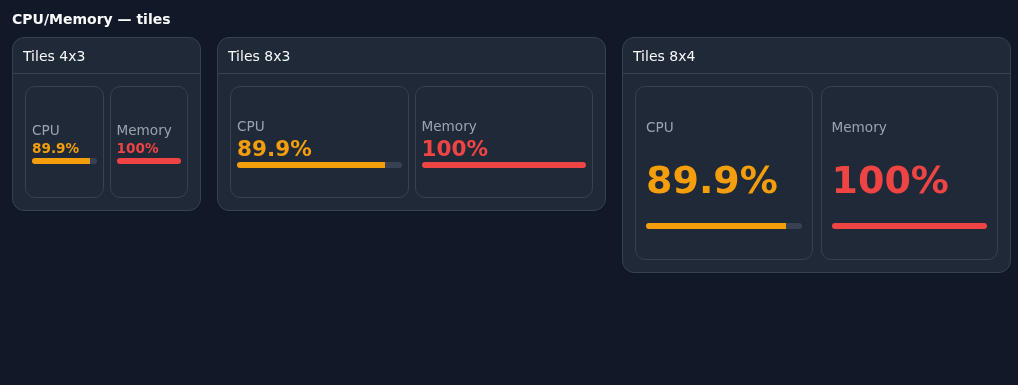 CPU/Memory — tiles
Tiles 4x3
CPU
89.9%
Memory
100%
Tiles 8x3
CPU
89.9%
Memory
100%
Tiles 8x4
CPU
89.9%
Memory
100%